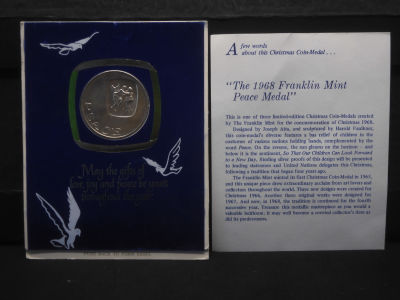 PEACE
May the gifts of
love, joy and peace be yours
throughout the year
A few words
about this Christmas Coin-Medal . . .
"The 1968 Franklin Mint
Peace Medal"
This is one of three limited-edition Christmas Coin-Medals created
by The Franklin Mint for the commemoration of Christmas 1968.
Designed by Joseph and sculptured by Harold Faulkner, this
coin-medal's obverse features a bas relief of children in the
costumes of various nations holding hands, complemented by the
word Peace. On the reverse, the sun gleams on the horizon — and
below it is the sentiment, So That Our Children Can Look Forward
to a New Day. Finding silver proofs of this design will be presented to
leading statesmen and United Nations delegates this Christmas,
following a tradition that began four years ago.
The Franklin Mint minted its first Christmas Coin-Medal in 1965,
and this unique piece drew extraordinary acclaim from art lovers and
collectors throughout the world. Three new designs were created for
Christmas 1966. Another three original works were designed for
1967. And now, in 1968, the tradition is continued for the fourth
successive year. Treasure this metallic masterpiece as you would a
valuable heirloom. It may well become a coveted collector's item as
did its predecessors.